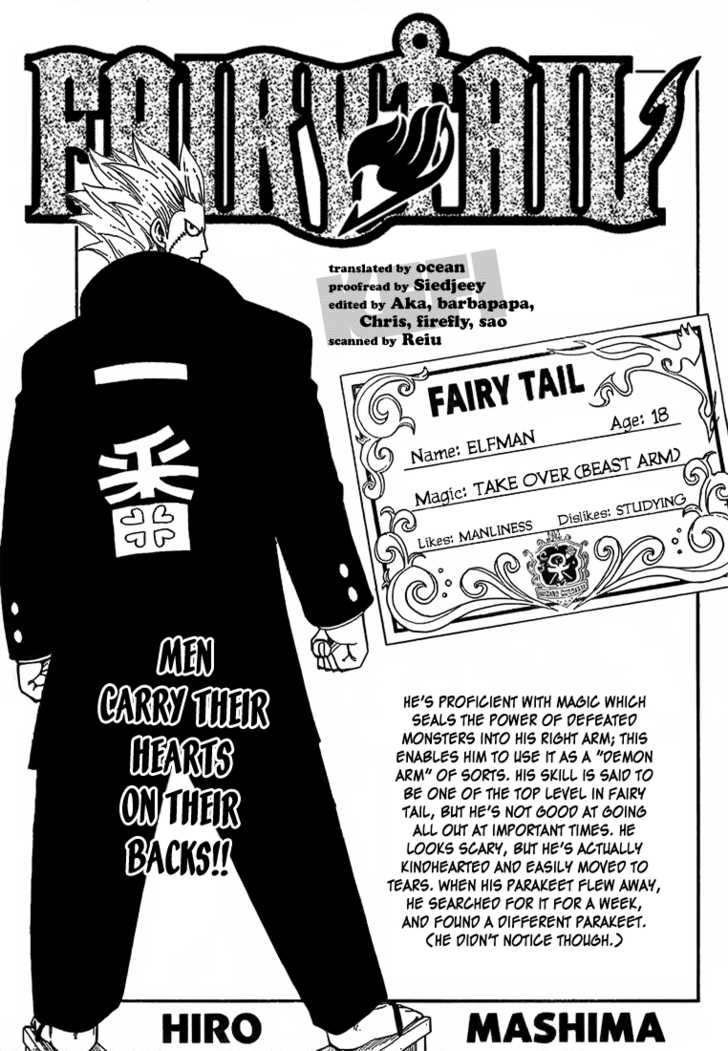 FAIRY TAIL
translated by ocean
proofread by Siedjeey
edited by Aka, barbapapa,
Chris, firefly, sao
scanned by Reiu
FAIRY TAIL
Name: ELFMAN
Age: 18
Magic: TAKE OVER (BEAST ARM)
Likes: MANLINESS
Dislikes: STUDYING
一
番
MEN
CARRY THEIR
HEARTS
ON THEIR
BACKS!!
HE'S PROFICIENT WITH MAGIC WHICH
SEALS THE POWER OF DEFEATED
MONSTERS INTO HIS RIGHT ARM; THIS
ENABLES HIM TO USE IT AS A "DEMON
ARM" OF SORTS. HIS SKILL IS SAID TO
BE ONE OF THE TOP LEVEL IN FAIRY
TAIL, BUT HE'S NOT GOOD AT GOING
ALL OUT AT IMPORTANT TIMES. HE
LOOKS SCARY, BUT HE'S ACTUALLY
KINDHEARTED AND EASILY MOVED TO
TEARS. WHEN HIS PARAKEET FLEW AWAY,
HE SEARCHED FOR IT FOR A WEEK,
AND FOUND A DIFFERENT PARAKEET.
(HE DIDN'T NOTICE THOUGH.)
HIRO MASHIMA